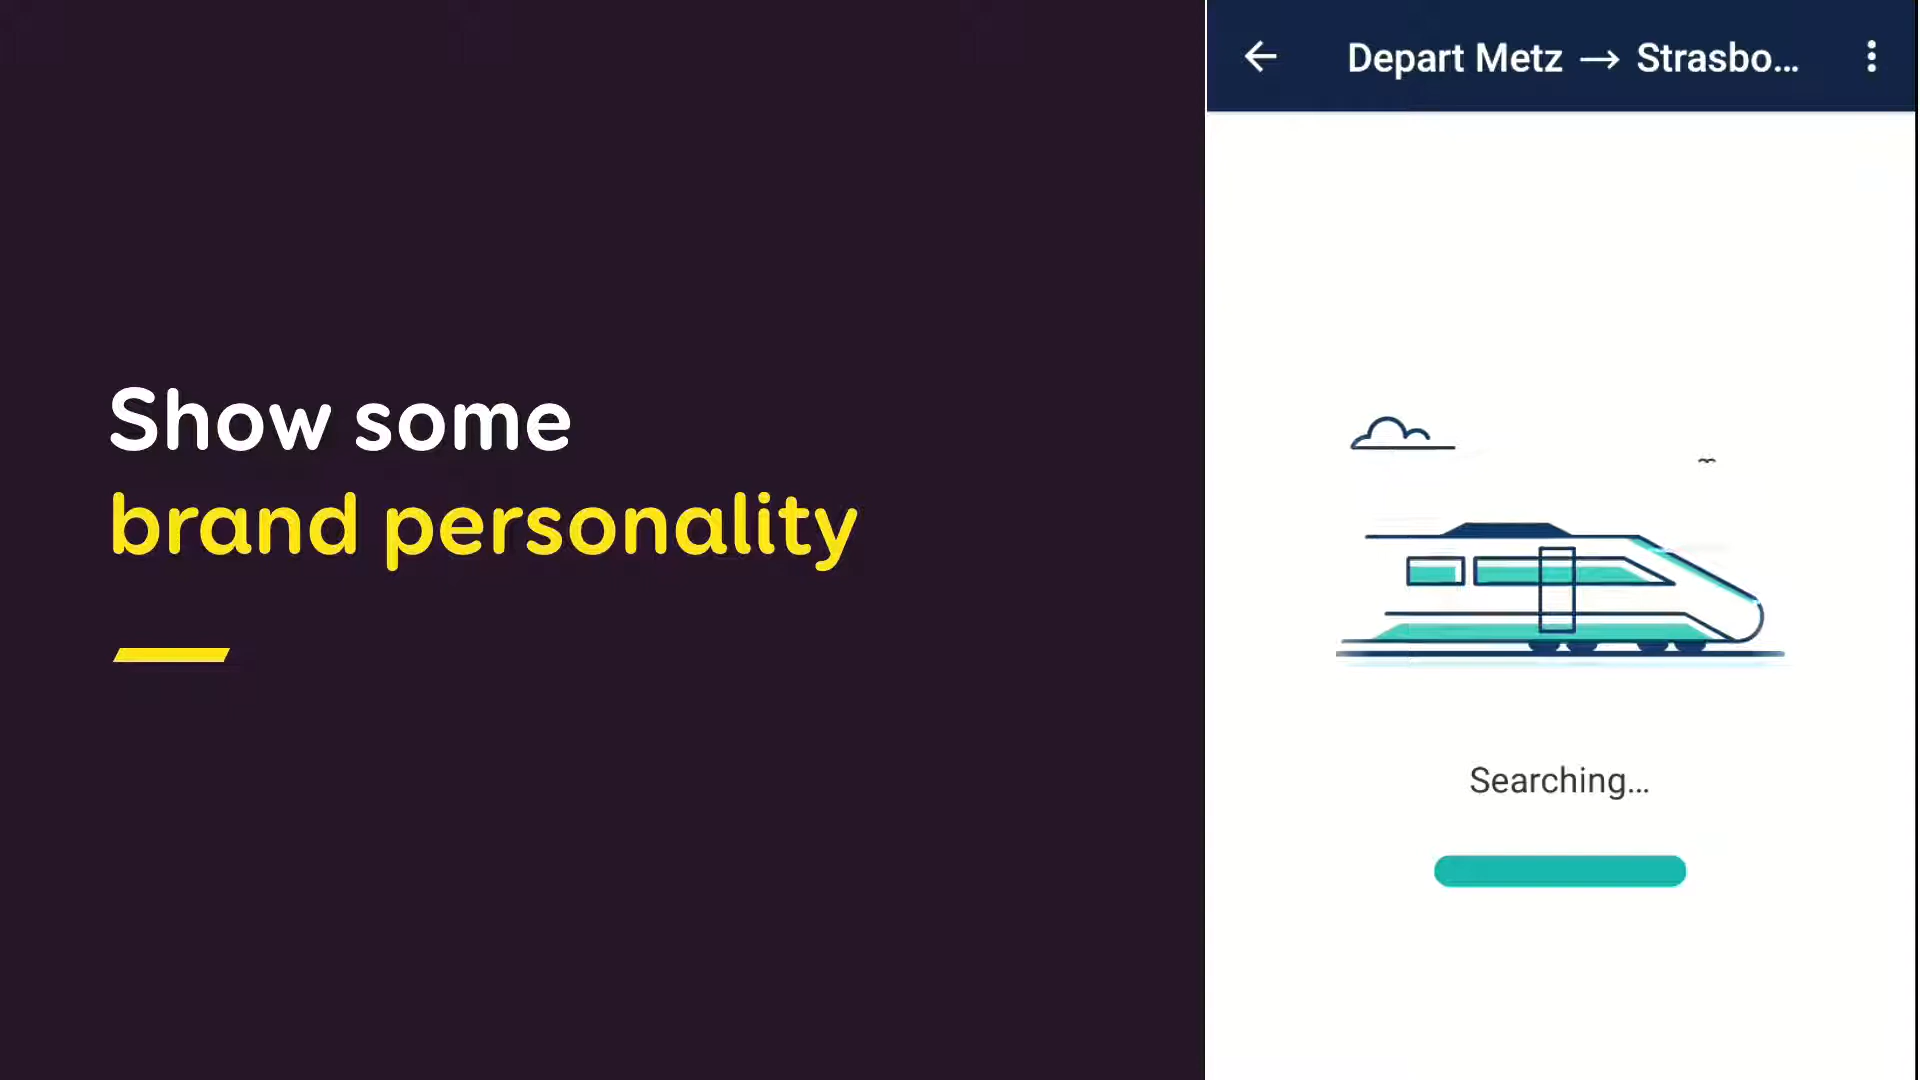 Show some
brand personality
Depart Metz → Strasbo...
Searching...